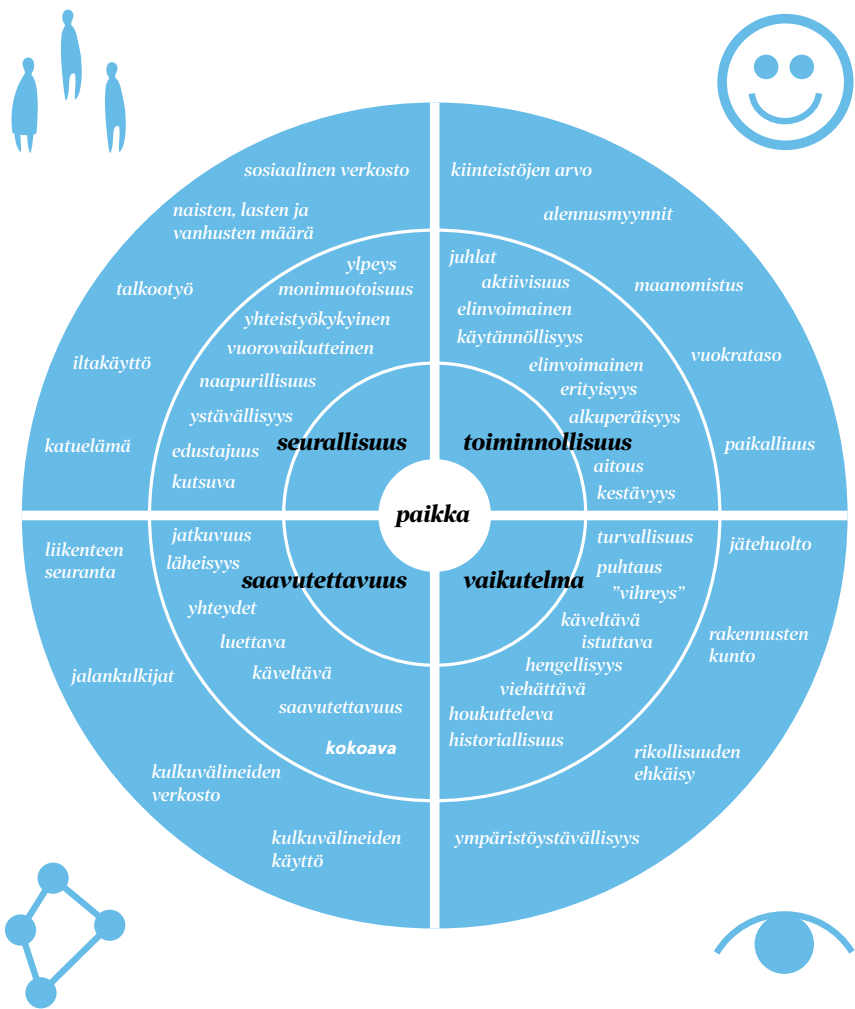 sosiaalinen verkosto
naisten, lasten ja
vanhusten määrä
talkootyö
iltakäyttö
katuelämä
ylpeys
monimuotoisuus
yhteistyökykyinen
vuorovaikutteinen
naapurillisuus
ystävällisyys
edustajuus
kutsuva
seurallisuus
kiinteistöjen arvo
alennusmyynnit
maanomistus
vuokrataso
paikalliuus
juhlat
aktiivisuus
elinvoimainen
käytännöllisyys
elinvoimainen
erityisyys
alkuperäisyys
aitous
kestävyys
toiminnollisuus
paikka
liikenteen
seuranta
jalankulkijat
kulkuvälineiden
verkosto
kulkuvälineiden
käyttö
jatkuvuus
läheisyys
yhteydet
luettava
käveltävä
saavutettavuus
kokoava
saavutettavuus
vaikutelma
turvallisuus
puhtaus
”vihreys”
käveltävä
istuttava
hengellisyys
viehättävä
houkutteleva
historiallisuus
jätehuolto
rakennusten
kunto
rikollisuuden
ehkäisy
ympäristöystävällisyys